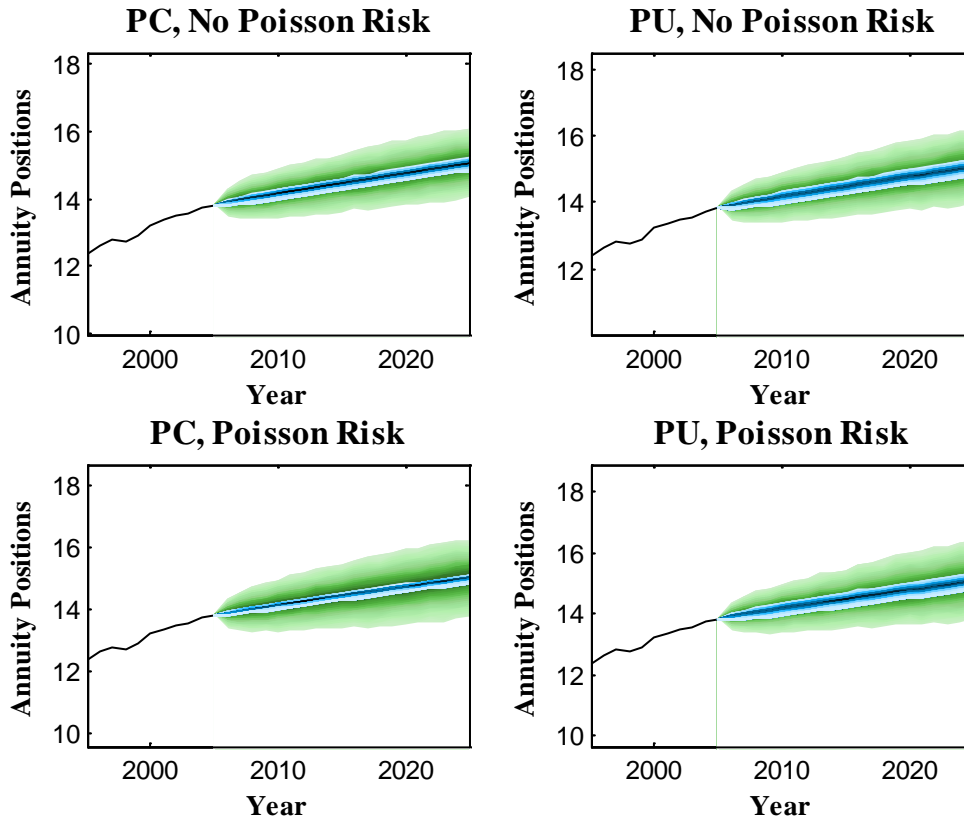 PC, No Poisson Risk
Annuity Positions
18
16
14
12
10
2000 2010 2020
Year
PU, No Poisson Risk
Annuity Positions
18
16
14
12
2000 2010 2020
Year
PC, Poisson Risk
Annuity Positions
18
16
14
12
10
2000 2010 2020
Year
PU, Poisson Risk
Annuity Positions
18
16
14
12
10
2000 2010 2020
Year